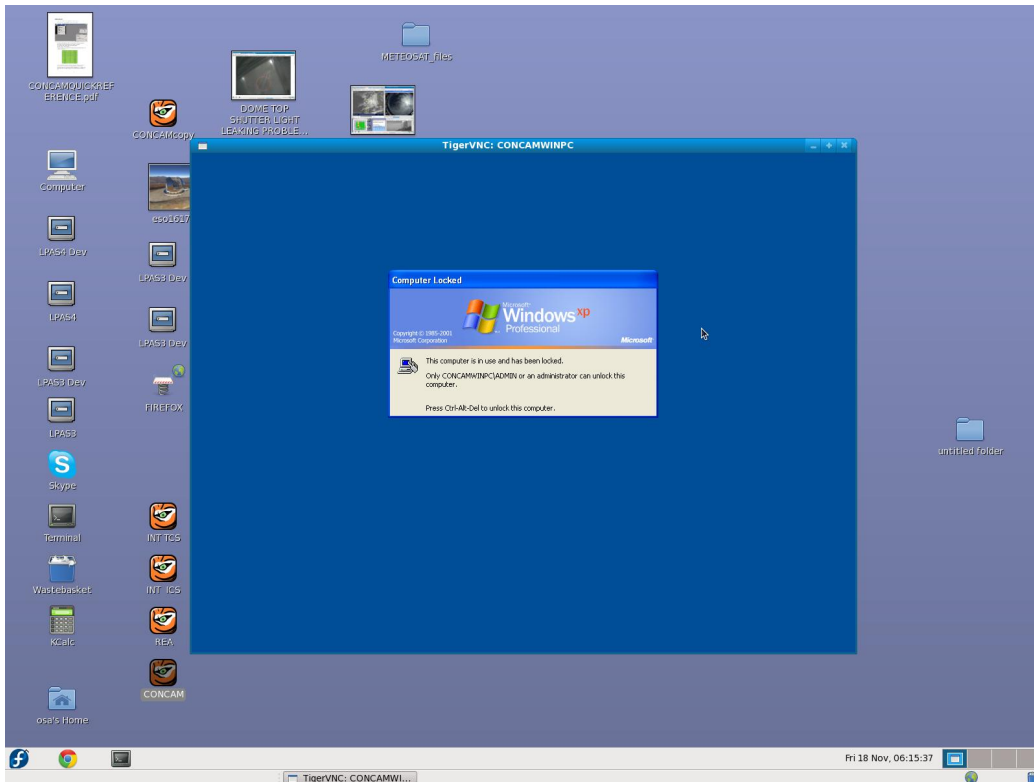 CONCAMQUICKREF
ERENCE.pdf
CONCAMcopy
DOME TOP
SHUTTER LIGHT
LEAKING PROBLE...
METEOSAT_files
TigerVNC: CONCAMWINPC
Computer
eso1617
LPAS4 Dev
LPAS3 Dev
LPAS4
LPAS3 Dev
LPAS3 Dev
FIREFOX
LPAS3
Skype
S
Terminal
INT TCS
Wastebasket
INT ICS
KCalc
REA
CONCAM
osa's Home
untitled folder
Computer Locked
Microsoft
Windows xp
Professional
Copyright © 1985-2001
Microsoft Corporation
Microsoft
This computer is in use and has been locked.
Only CONCAMWINPC\ADMIN or an administrator can unlock this
computer.
Press Ctrl-Alt-Del to unlock this computer.
Fri 18 Nov, 06:15:37
TigerVNC: CONCAMWI...